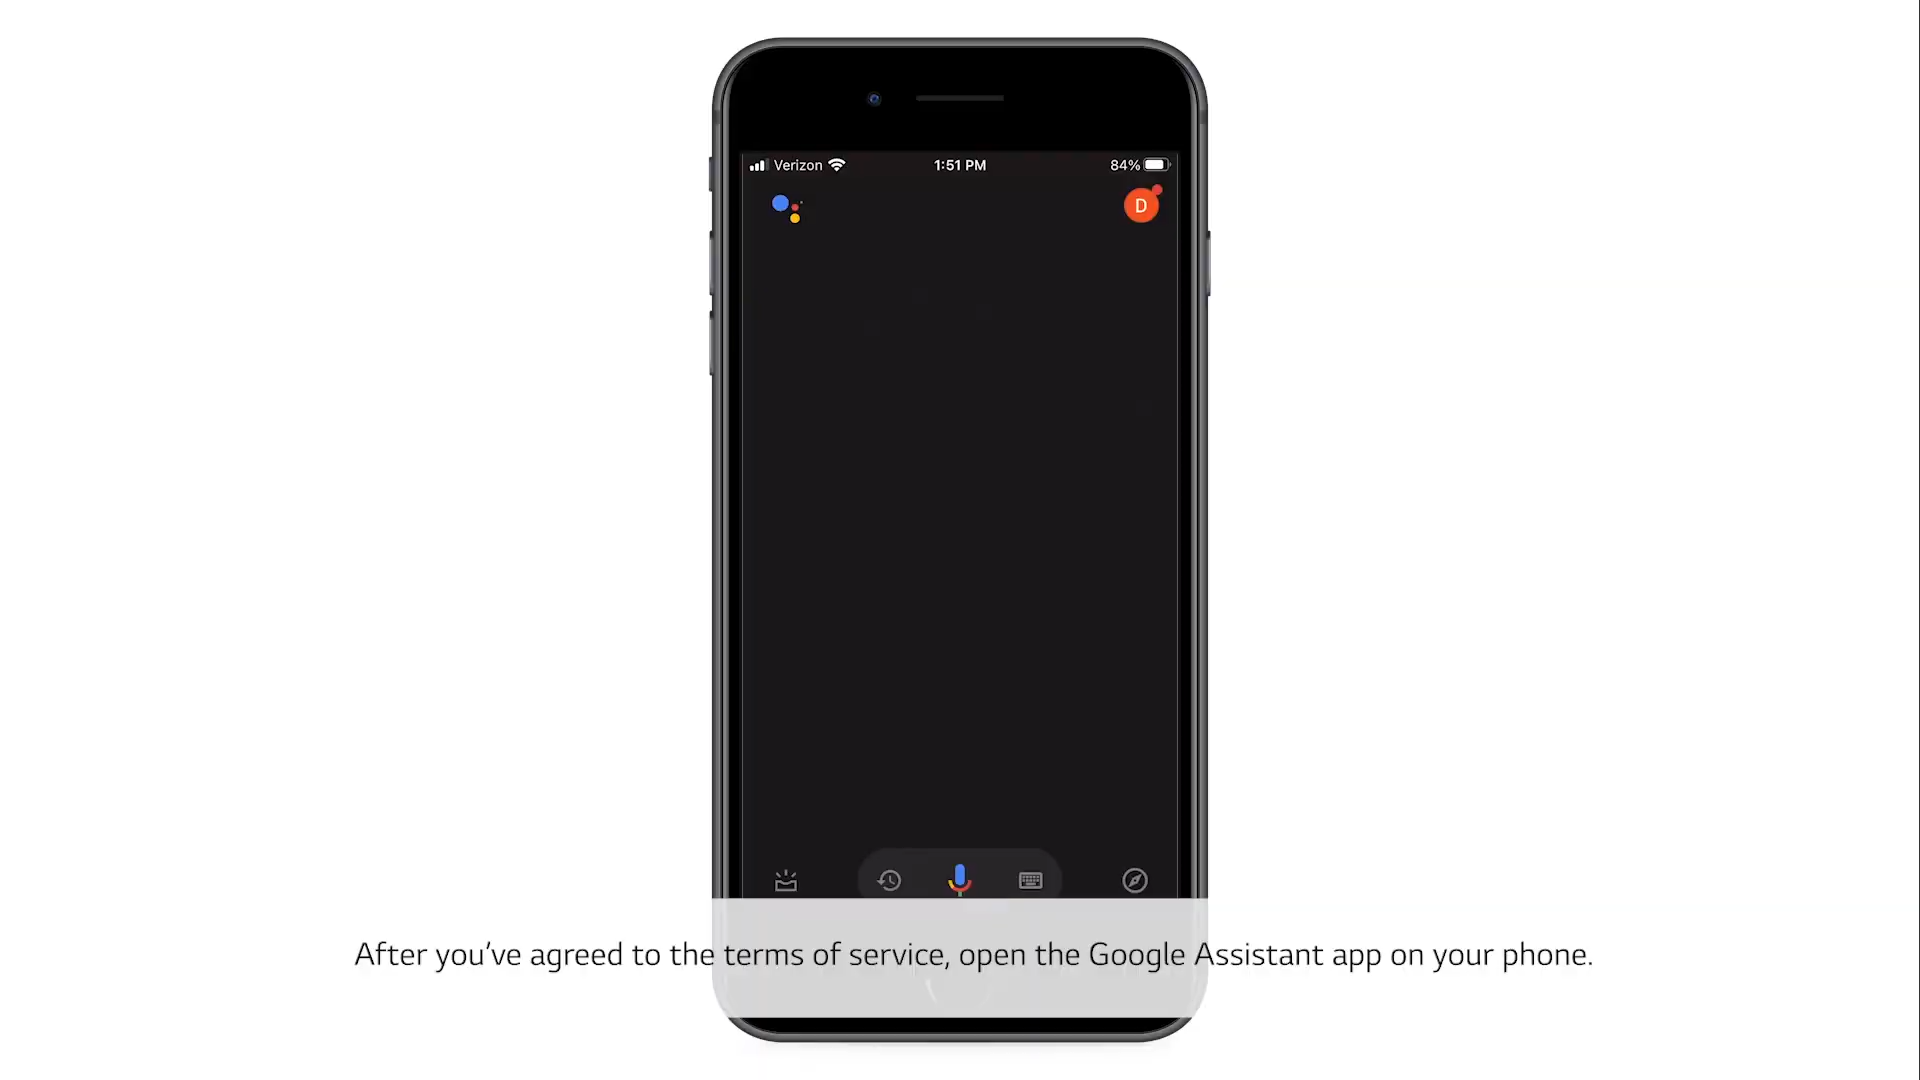 Verizon 1:51 PM 84%
D
After you've agreed to the terms of service, open the Google Assistant app on your phone.